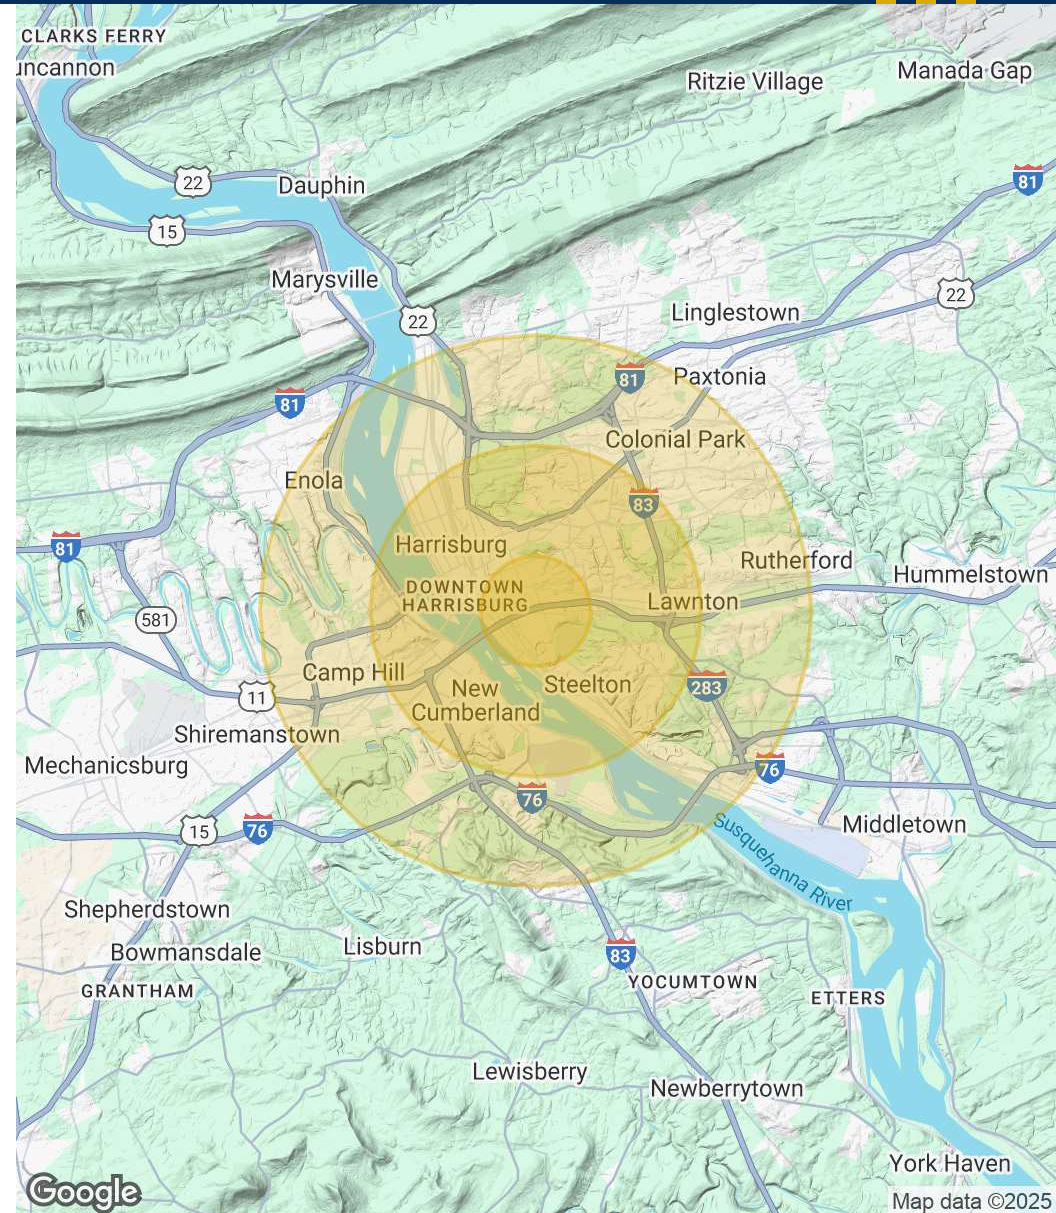 CLARKS FERRY
uncannon
Ritzie Village
Manada Gap
22
Dauphin
81
15
Marysville
22
22
Linglestown
81
Paxtonia
81
Colonial Park
Enola
83
Harrisburg
81
Rutherford
Hummelstown
DOWNTOWN
HARRISBURG
Lawnton
581
Camp Hill
11
New
Cumberland
Steelton
283
Shiremanstown
Mechanicsburg
76
76
15
76
Middletown
Susquehanna River
Shepherdstown
Bowmansdale
Lisburn
83
GRANTHAM
YOCUMTOWN
ETTERS
Lewisberry
Newberrytown
York Haven
Google
Map data ©2025